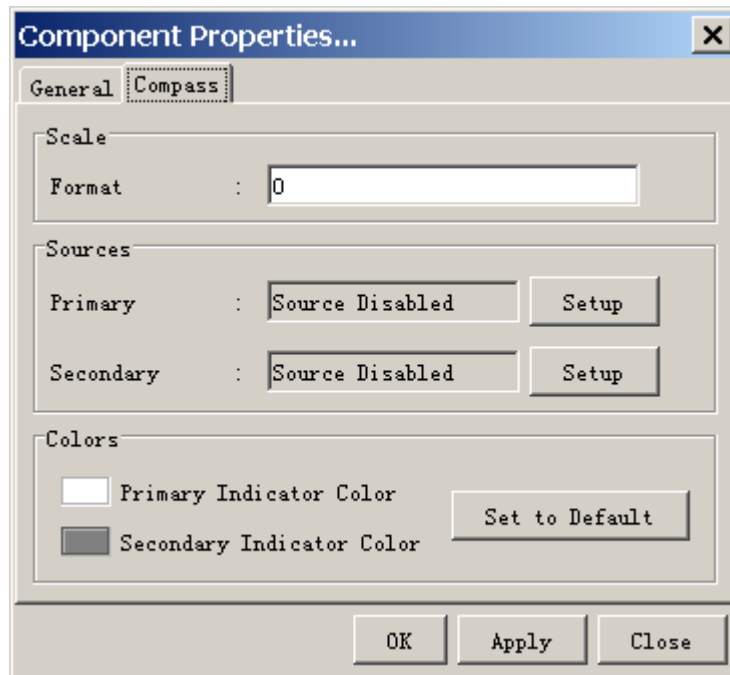 Component Properties...
General Compass
Scale
Format : 0
Sources
Primary : Source Disabled Setup
Secondary : Source Disabled Setup
Colors
Primary Indicator Color
Set to Default
Secondary Indicator Color
OK Apply Close